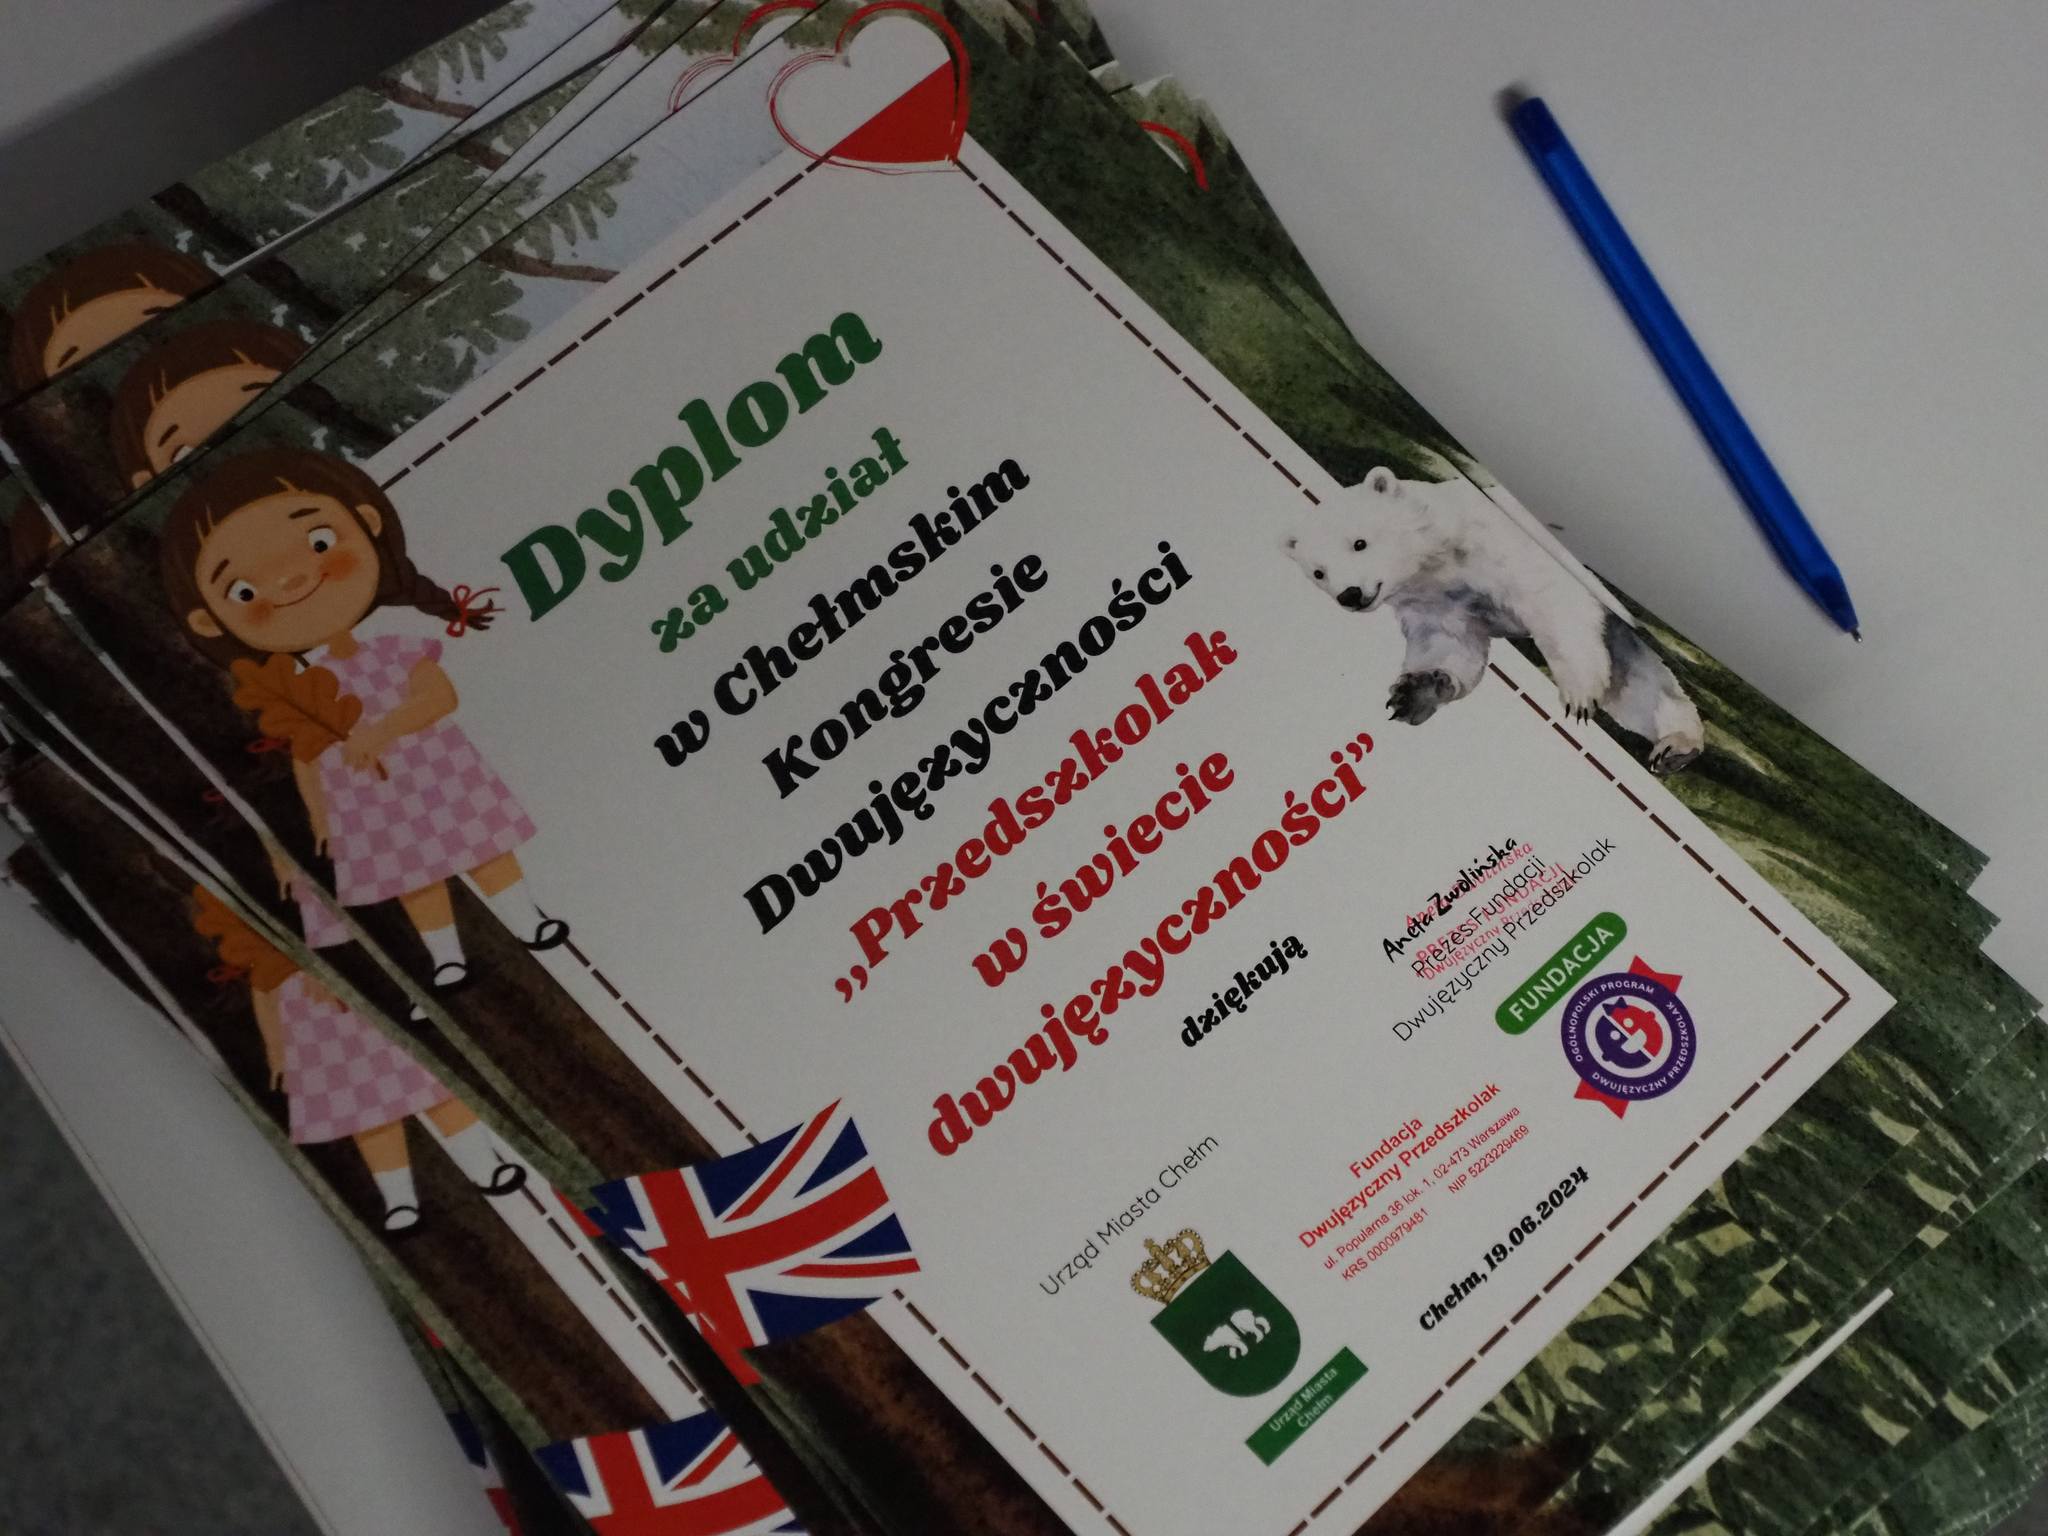 Dyplom
za udział
w Chełmskim
Kongresie
Dwujęzyczności
„Przedszkolak
w świecie
dwujęzyczności”
dziękują
Aneta Zwolińska
Prezes Fundacji
Dwujęzyczny Przedszkolak
FUNDACJA
OGÓLNOPOLSKI PROGRAM
DWUJĘZYCZNY PRZEDSZKOLAK
Urząd Miasta Chełm
Fundacja
Dwujęzyczny Przedszkolak
ul. Popularna 36 lok. 1, 02-473 Warszawa
KRS 0000979481 NIP 5223229469
Urząd Miasta
Chełm
Chełm, 19.06.2024